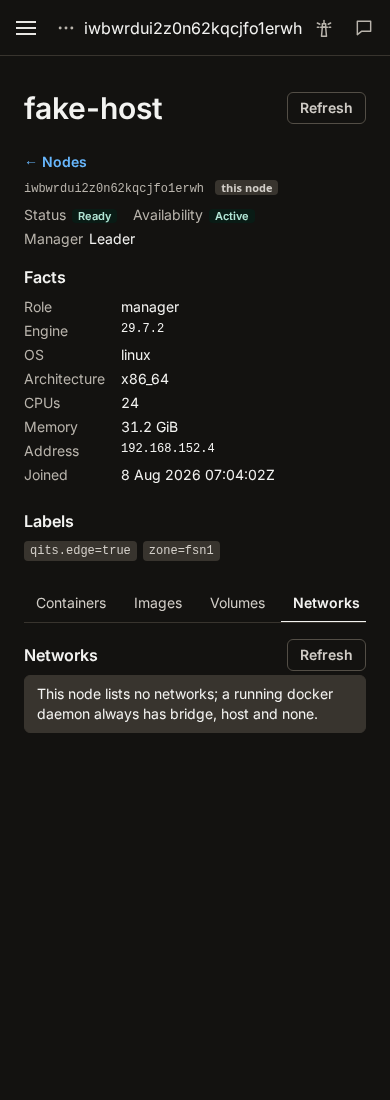 ... iwbwrdui2z0n62kqcjfo1erwh
fake-host
Refresh
← Nodes
iwbwrdui2z0n62kqcjfo1erwh this node
Status Ready Availability Active
Manager Leader
Facts
Role manager
Engine 29.7.2
OS linux
Architecture x86_64
CPUs 24
Memory 31.2 GiB
Address 192.168.152.4
Joined 8 Aug 2026 07:04:02Z
Labels
qits.edge=true zone=fsn1
Containers Images Volumes Networks
Networks
Refresh
This node lists no networks; a running docker
daemon always has bridge, host and none.